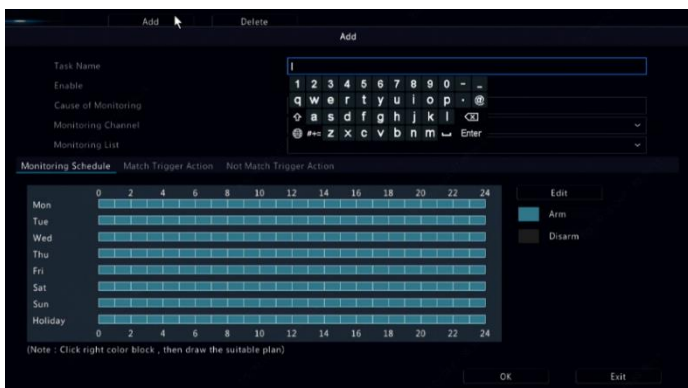 Add Delete
Add
Task Name
Enable
Cause of Monitoring
Monitoring Channel
Monitoring List
1 2 3 4 5 6 7 8 9 0 - _
q w e r t y u i o p · @
a s d f g h j k l
#+= z x c v b n m Enter
Monitoring Schedule Match Trigger Action Not Match Trigger Action
0 2 4 6 8 10 12 14 16 18 20 22 24
Mon
Tue
Wed
Thu
Fri
Sat
Sun
Holiday
0 2 4 6 8 10 12 14 16 18 20 22 24
Edit
Arm
Disarm
(Note : Click right color block , then draw the suitable plan)
OK Exit